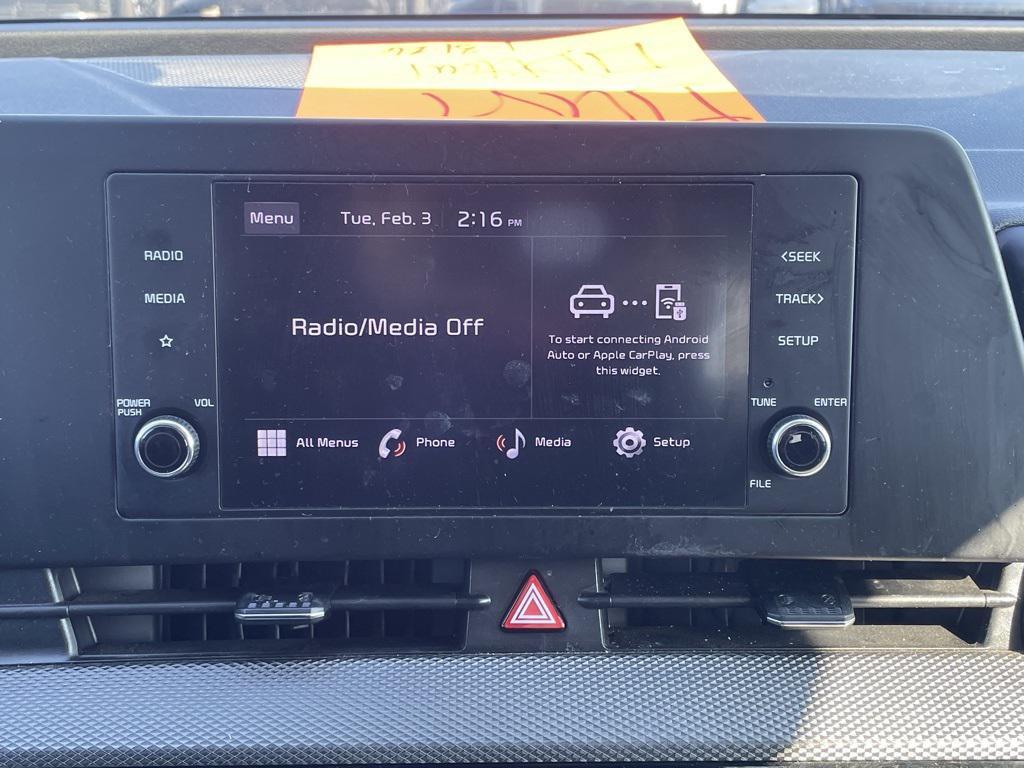 Menu Tue, Feb. 3 2:16 PM
RADIO
MEDIA
POWER
PUSH
VOL
Radio/Media Off
To start connecting Android
Auto or Apple CarPlay, press
this widget.
All Menus Phone Media Setup
<SEEK
TRACK>
SETUP
TUNE ENTER
FILE